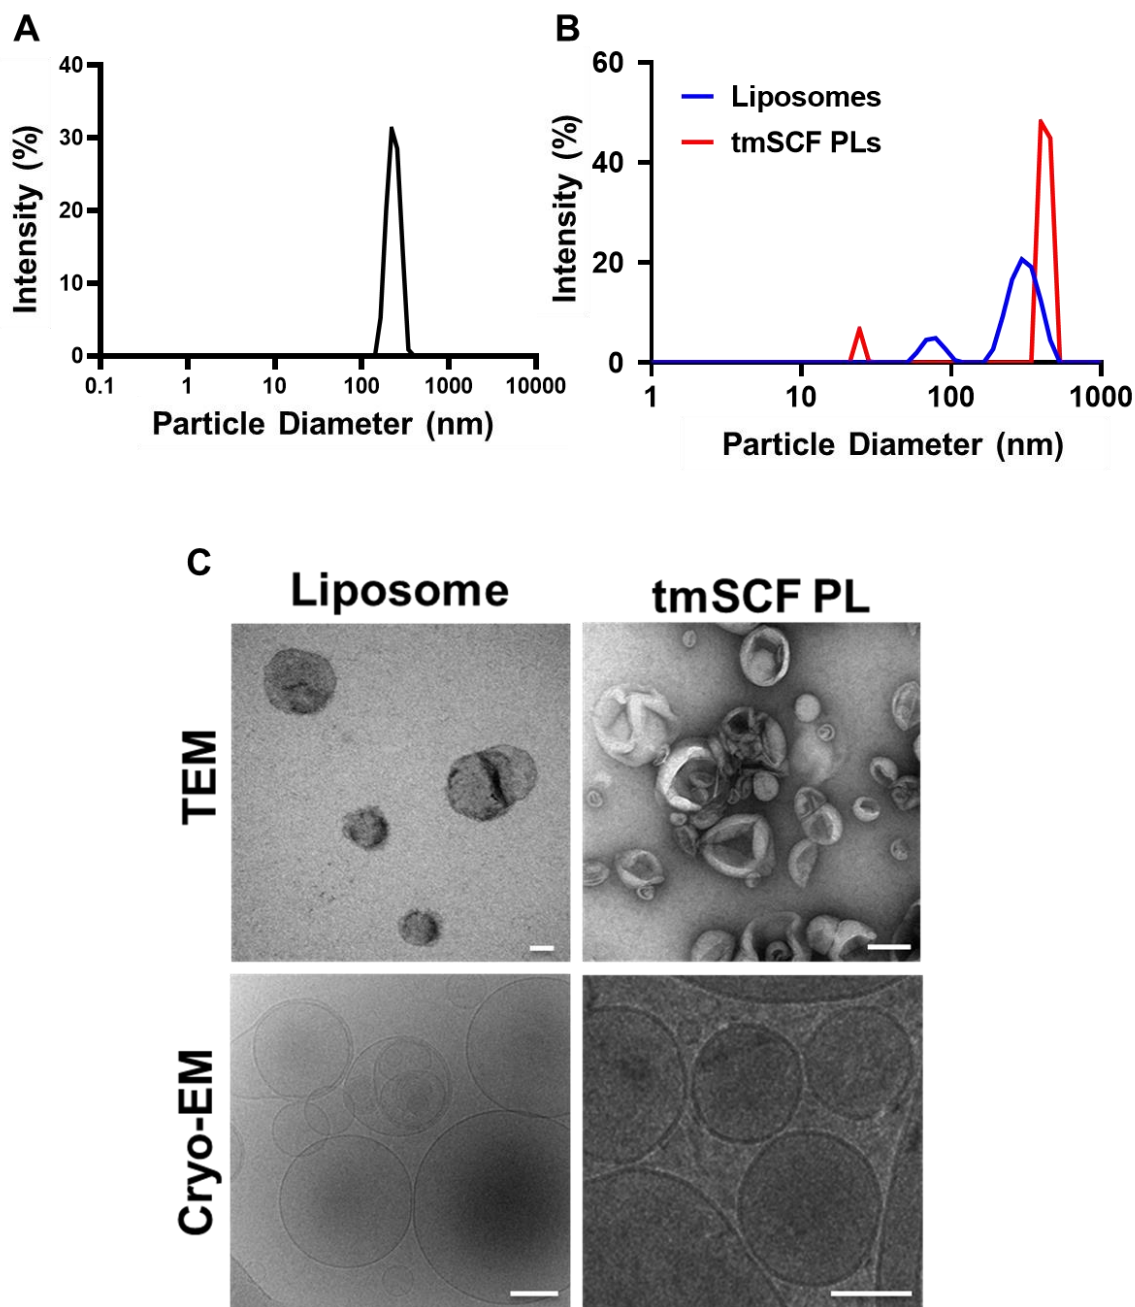 A
Intensity (%)
40
30
20
10
0
0.1 1 10 100 1000 10000
Particle Diameter (nm)
B
Intensity (%)
60
40
20
0
Liposomes
tmSCF PLs
1 10 100 1000
Particle Diameter (nm)
C
Liposome tmSCF PL
TEM
Cryo-EM